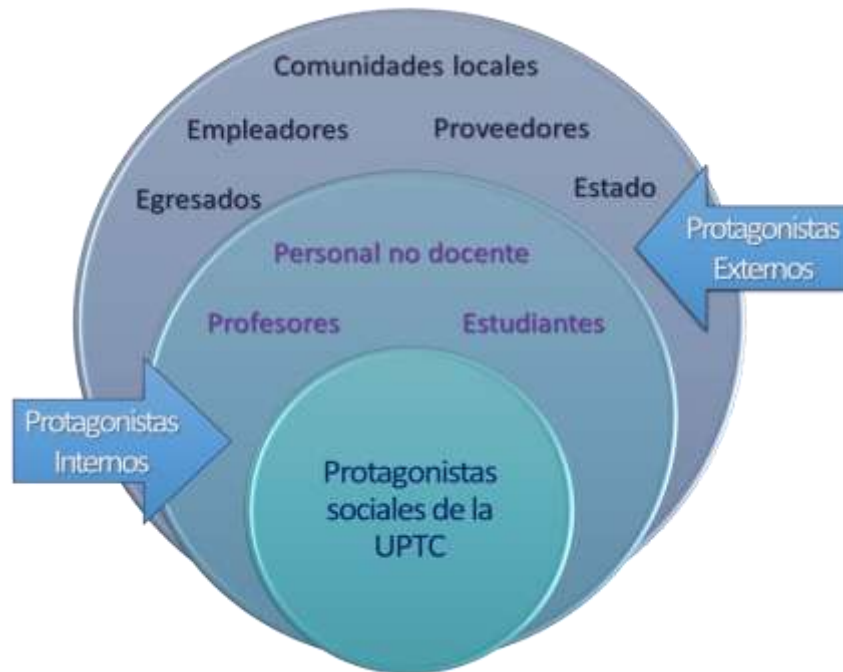 Comunidades locales
Empleadores
Proveedores
Egresados
Estado
Protagonistas
Externos
Personal no docente
Profesores
Estudiantes
Protagonistas
Internos
Protagonistas
sociales de la
UPTC